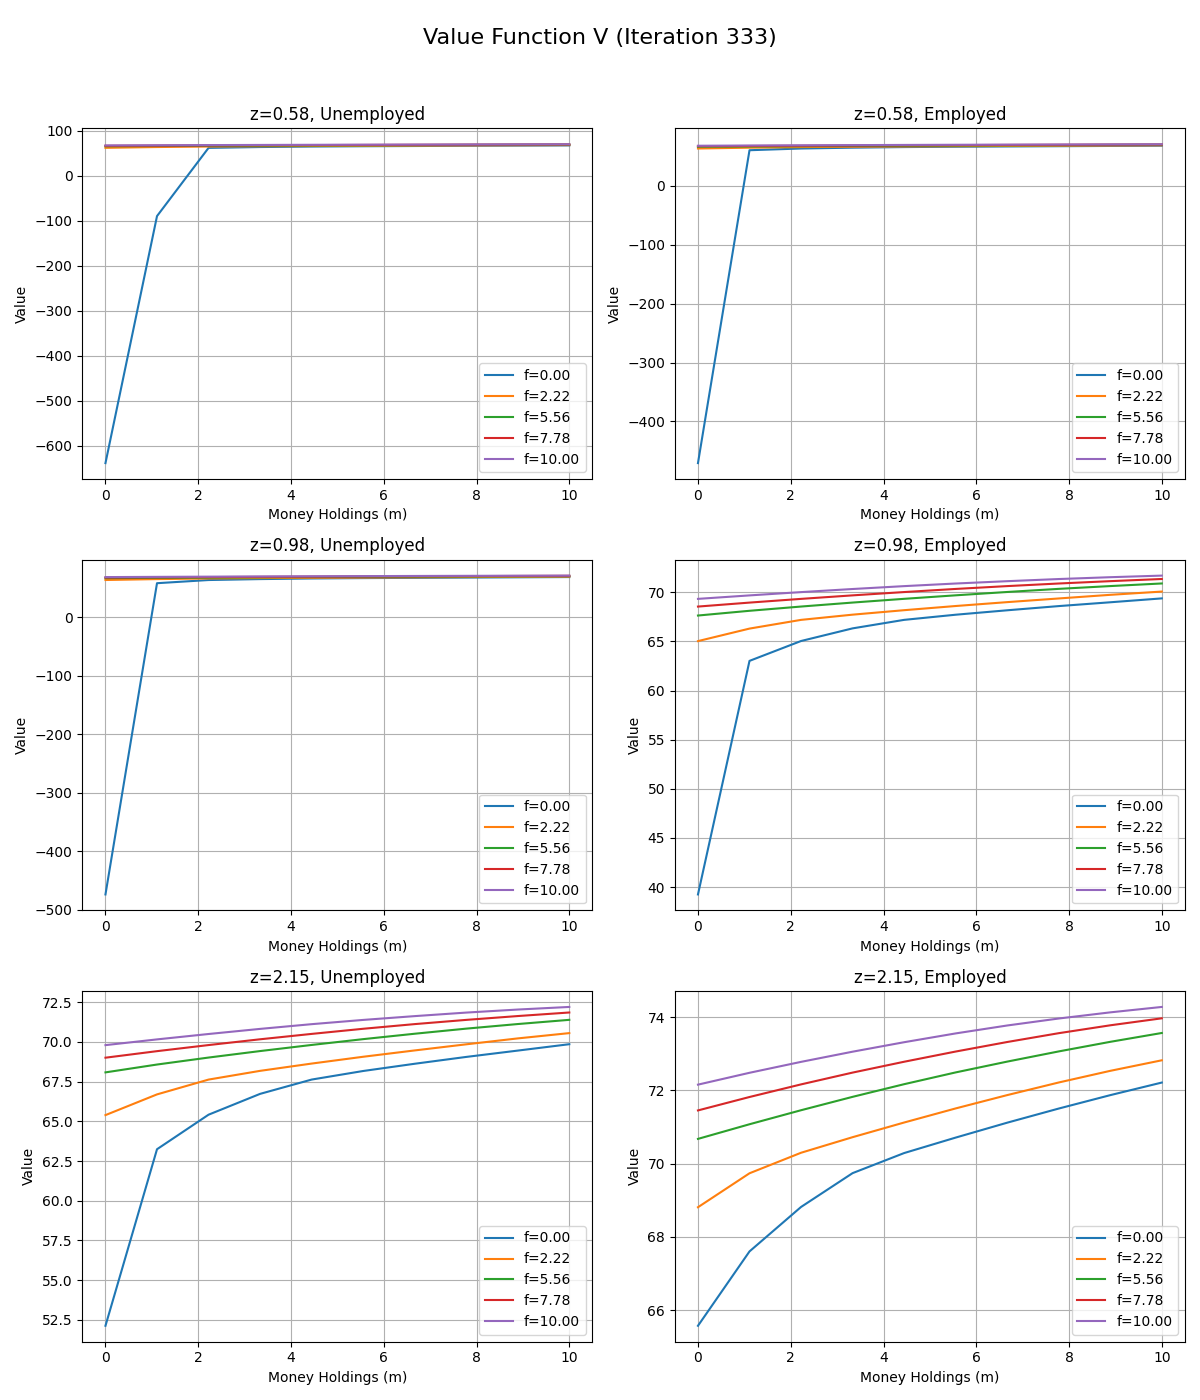 Value Function V (Iteration 333)
z=0.58, Unemployed
100
0
−100
−200
−300
−400
−500
−600
Value
0 2 4 6 8 10
Money Holdings (m)
f=0.00
f=2.22
f=5.56
f=7.78
f=10.00
z=0.58, Employed
0
−100
−200
−300
−400
Value
0 2 4 6 8 10
Money Holdings (m)
f=0.00
f=2.22
f=5.56
f=7.78
f=10.00
z=0.98, Unemployed
0
−100
−200
−300
−400
−500
Value
0 2 4 6 8 10
Money Holdings (m)
f=0.00
f=2.22
f=5.56
f=7.78
f=10.00
z=0.98, Employed
70
65
60
55
50
45
40
Value
0 2 4 6 8 10
Money Holdings (m)
f=0.00
f=2.22
f=5.56
f=7.78
f=10.00
z=2.15, Unemployed
72.5
70.0
67.5
65.0
62.5
60.0
57.5
55.0
52.5
Value
0 2 4 6 8 10
Money Holdings (m)
f=0.00
f=2.22
f=5.56
f=7.78
f=10.00
z=2.15, Employed
74
72
70
68
66
Value
0 2 4 6 8 10
Money Holdings (m)
f=0.00
f=2.22
f=5.56
f=7.78
f=10.00